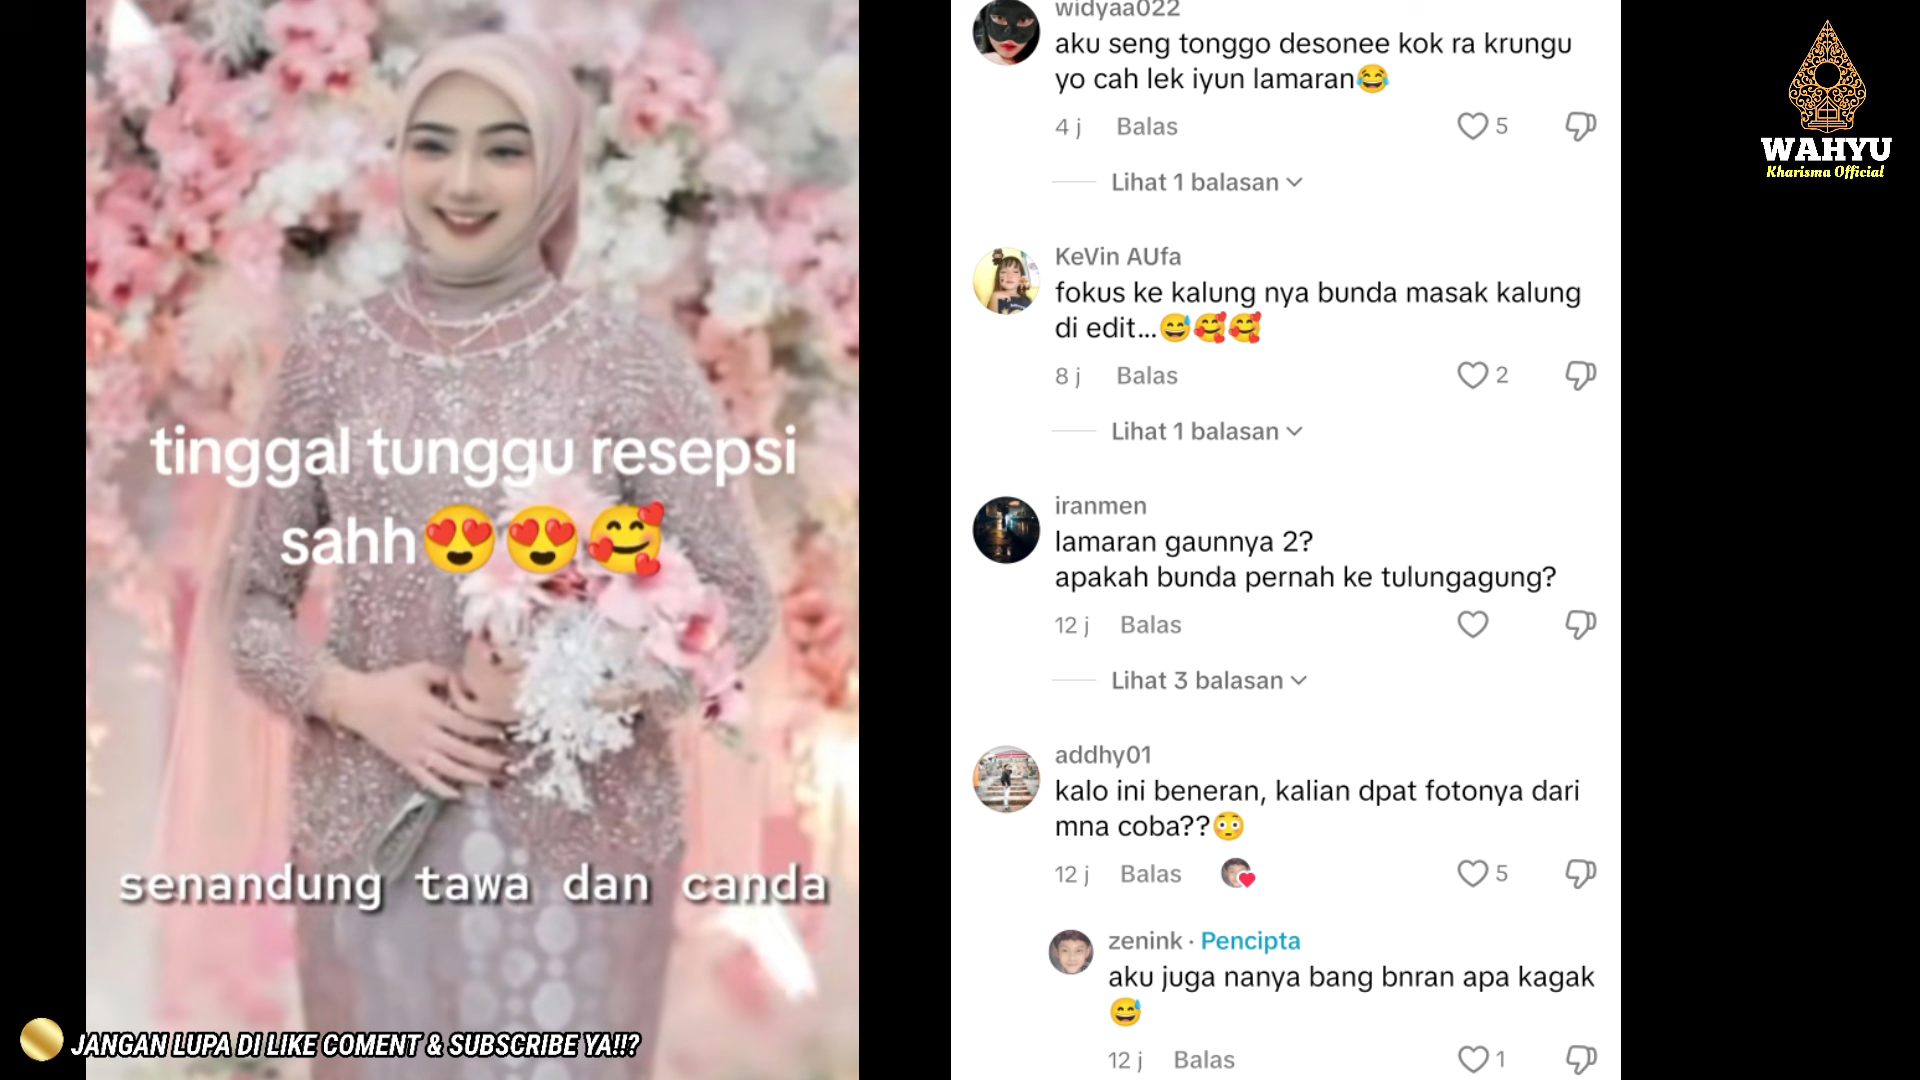 tinggal tunggu resepsi
sahh😍😍🥰
senandung tawa dan canda
JANGAN LUPA DI LIKE COMENT & SUBSCRIBE YA!!?
widyaa022
aku seng tonggo desonee kok ra krungu
yo cah lek iyun lamaran😂
4 j Balas 5
Lihat 1 balasan
KeVin AUfa
fokus ke kalung nya bunda masak kalung
di edit...😅🥰🥰
8 j Balas 2
Lihat 1 balasan
iranmen
lamaran gaunnya 2?
apakah bunda pernah ke tulungagung?
12 j Balas
Lihat 3 balasan
addhy01
kalo ini beneran, kalian dpat fotonya dari
mna coba??😳
12 j Balas 5
zenink · Pencipta
aku juga nanya bang bnran apa kagak
😅
12 j Balas 1
WAHYU
Kharisma Official